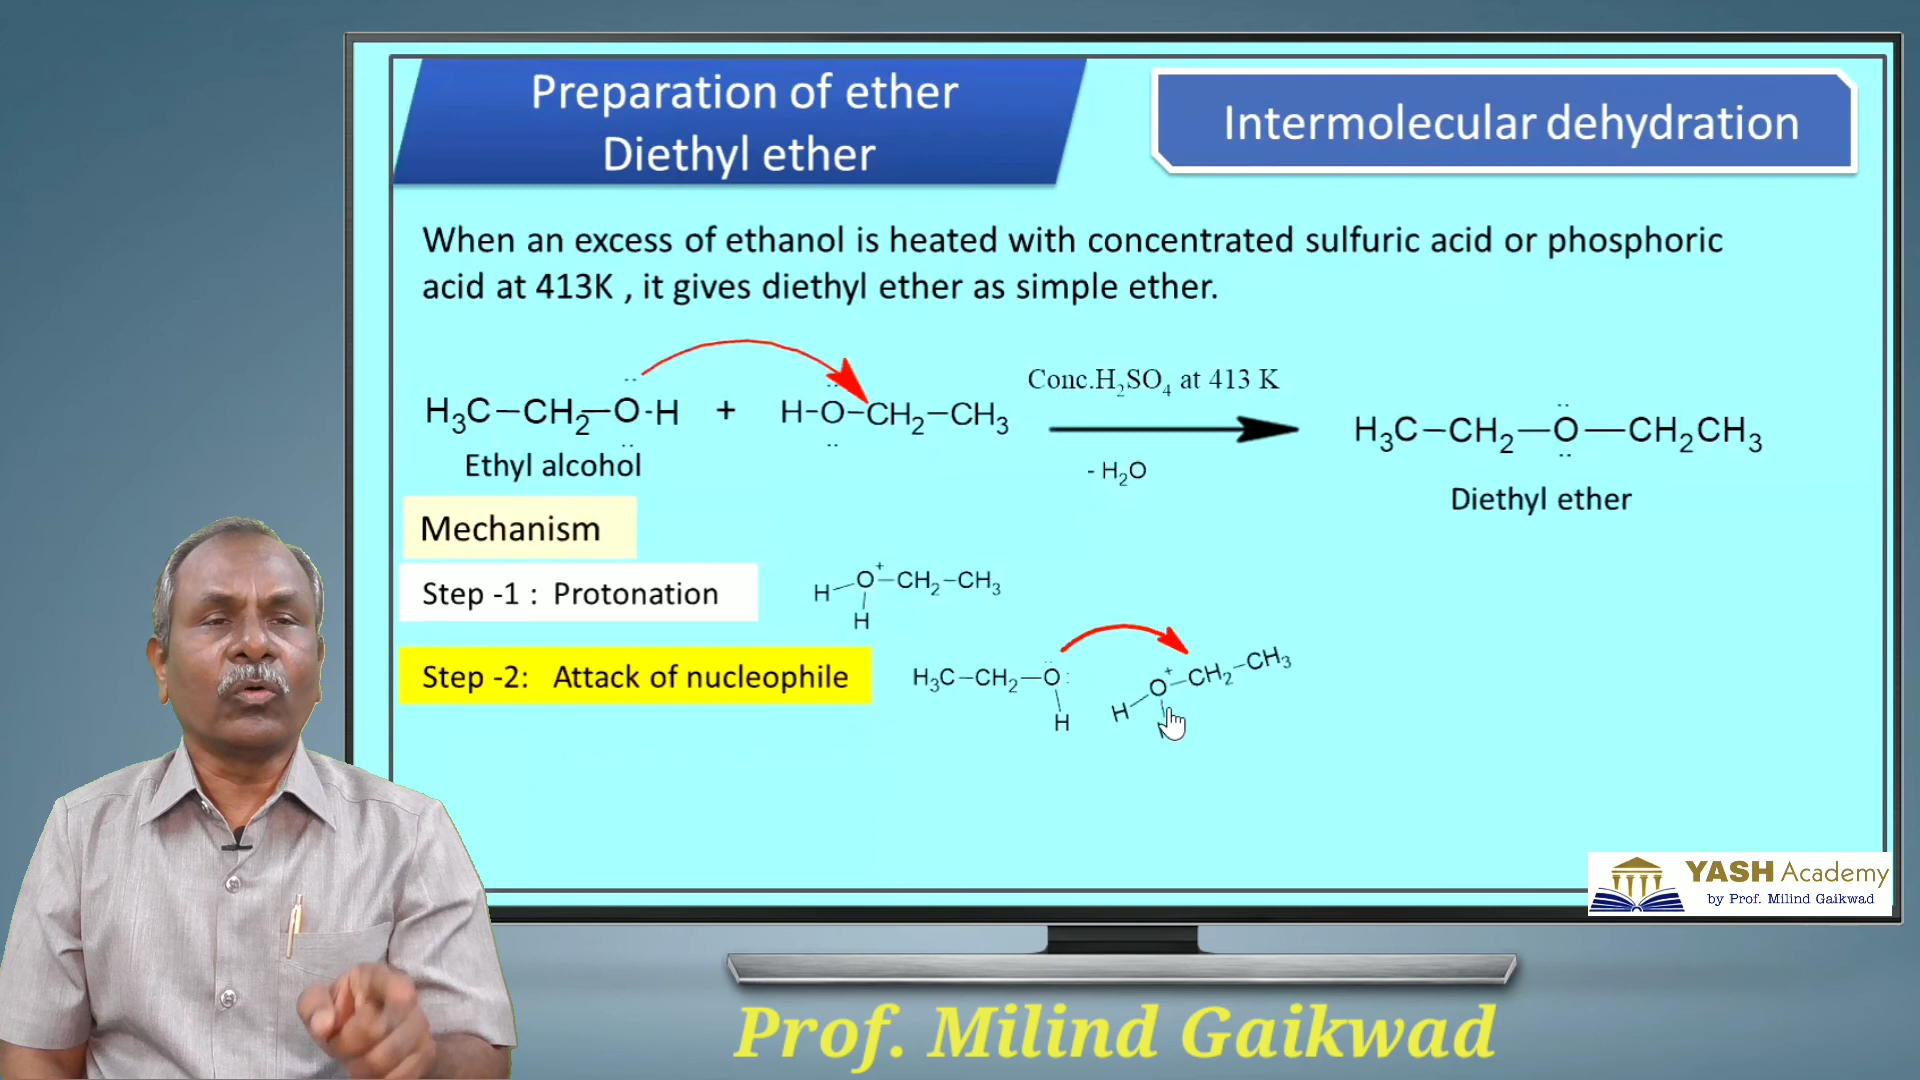 Preparation of ether
Diethyl ether
Intermolecular dehydration
When an excess of ethanol is heated with concentrated sulfuric acid or phosphoric
acid at 413K , it gives diethyl ether as simple ether.
H₃C–CH₂–O-H + H-O–CH₂–CH₃
Conc.H₂SO₄ at 413 K
- H₂O
H₃C–CH₂–O–CH₂CH₃
Ethyl alcohol
Diethyl ether
Mechanism
Step -1 : Protonation
H–O⁺–CH₂–CH₃
H
Step -2: Attack of nucleophile
H₃C–CH₂–O:
H
H–O⁺–CH₂–CH₃
YASH Academy
by Prof. Milind Gaikwad
Prof. Milind Gaikwad